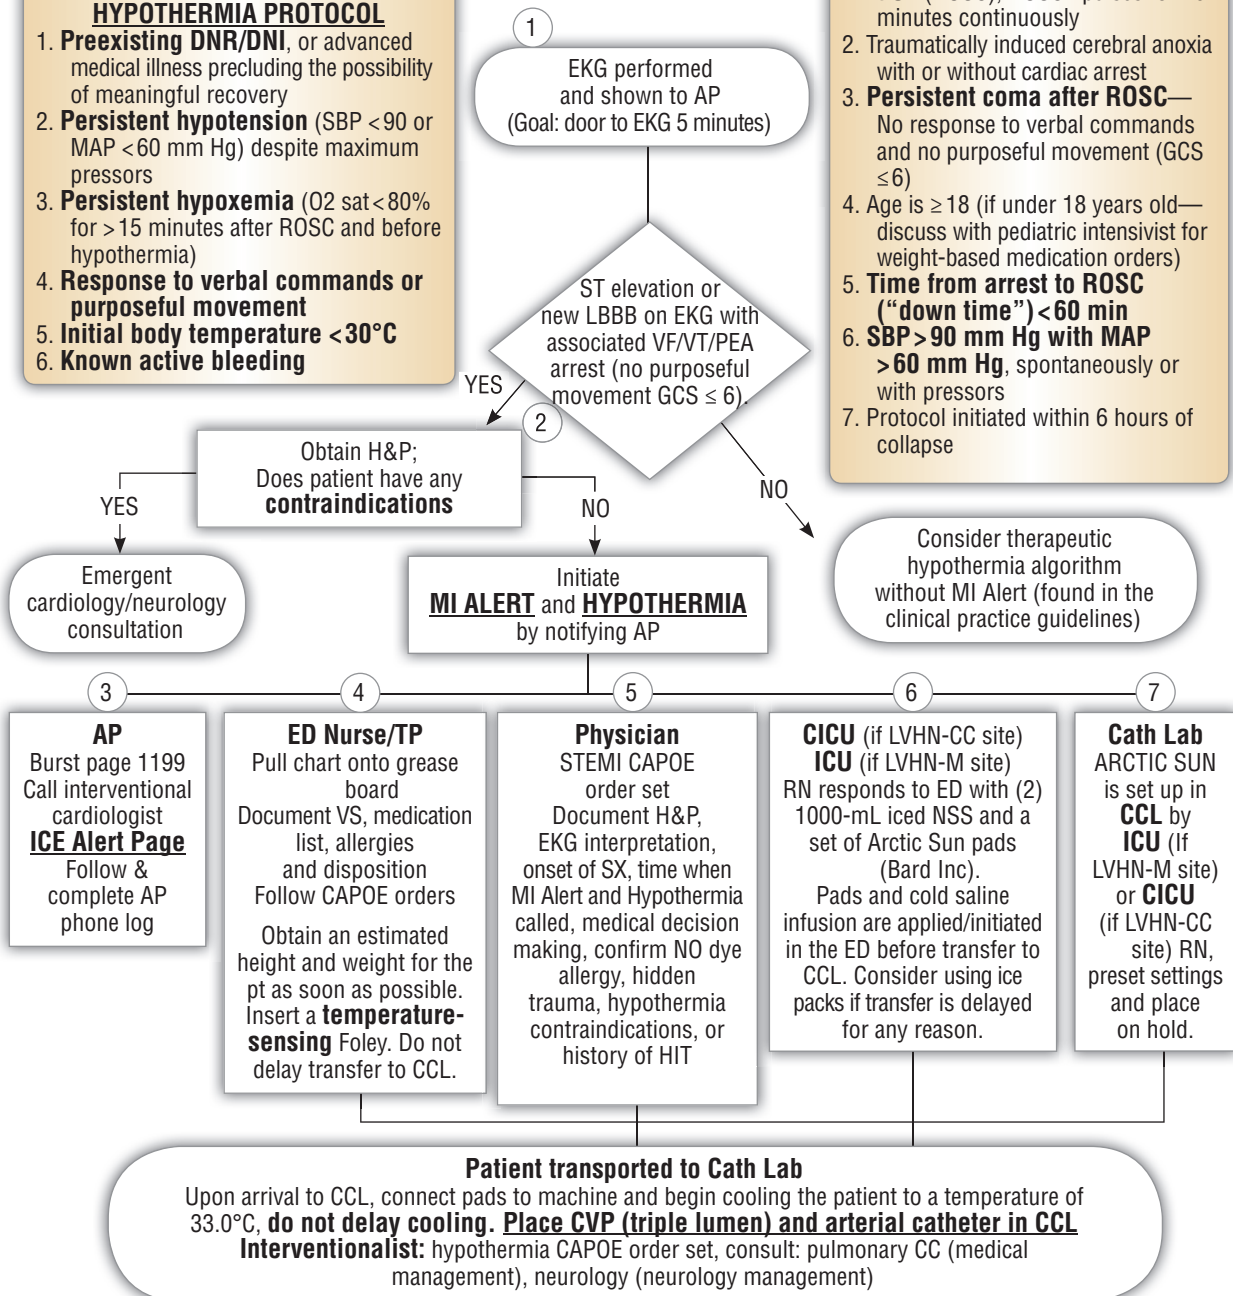 HYPOTHERMIA PROTOCOL
1. Preexisting DNR/DNI, or advanced
medical illness precluding the possibility
of meaningful recovery
2. Persistent hypotension (SBP <90 or
MAP <60 mm Hg) despite maximum
pressors
3. Persistent hypoxemia (O2 sat<80%
for >15 minutes after ROSC and before
hypothermia)
4. Response to verbal commands or
purposeful movement
5. Initial body temperature <30°C
6. Known active bleeding
1
EKG performed
and shown to AP
(Goal: door to EKG 5 minutes)
minutes continuously
2. Traumatically induced cerebral anoxia
with or without cardiac arrest
3. Persistent coma after ROSC—
No response to verbal commands
and no purposeful movement (GCS
≤6)
4. Age is ≥18 (if under 18 years old—
discuss with pediatric intensivist for
weight-based medication orders)
5. Time from arrest to ROSC
("down time")<60 min
6. SBP>90 mm Hg with MAP
>60 mm Hg, spontaneously or
with pressors
7. Protocol initiated within 6 hours of
collapse
ST elevation or
new LBBB on EKG with
associated VF/VT/PEA
arrest (no purposeful
movement GCS ≤ 6).
YES
NO
2
Obtain H&P;
Does patient have any
contraindications
YES
NO
Emergent
cardiology/neurology
consultation
Initiate
MI ALERT and HYPOTHERMIA
by notifying AP
Consider therapeutic
hypothermia algorithm
without MI Alert (found in the
clinical practice guidelines)
3
AP
Burst page 1199
Call interventional
cardiologist
ICE Alert Page
Follow &
complete AP
phone log
4
ED Nurse/TP
Pull chart onto grease
board
Document VS, medication
list, allergies
and disposition
Follow CAPOE orders
Obtain an estimated
height and weight for the
pt as soon as possible.
Insert a temperature-
sensing Foley. Do not
delay transfer to CCL.
5
Physician
STEMI CAPOE
order set
Document H&P,
EKG interpretation,
onset of SX, time when
MI Alert and Hypothermia
called, medical decision
making, confirm NO dye
allergy, hidden
trauma, hypothermia
contraindications, or
history of HIT
6
CICU (if LVHN-CC site)
ICU (if LVHN-M site)
RN responds to ED with (2)
1000-mL iced NSS and a
set of Arctic Sun pads
(Bard Inc).
Pads and cold saline
infusion are applied/initiated
in the ED before transfer to
CCL. Consider using ice
packs if transfer is delayed
for any reason.
7
Cath Lab
ARCTIC SUN
is set up in
CCL by
ICU (If
LVHN-M site)
or CICU
(if LVHN-CC
site) RN,
preset settings
and place
on hold.
Patient transported to Cath Lab
Upon arrival to CCL, connect pads to machine and begin cooling the patient to a temperature of
33.0°C, do not delay cooling. Place CVP (triple lumen) and arterial catheter in CCL
Interventionalist: hypothermia CAPOE order set, consult: pulmonary CC (medical
management), neurology (neurology management)